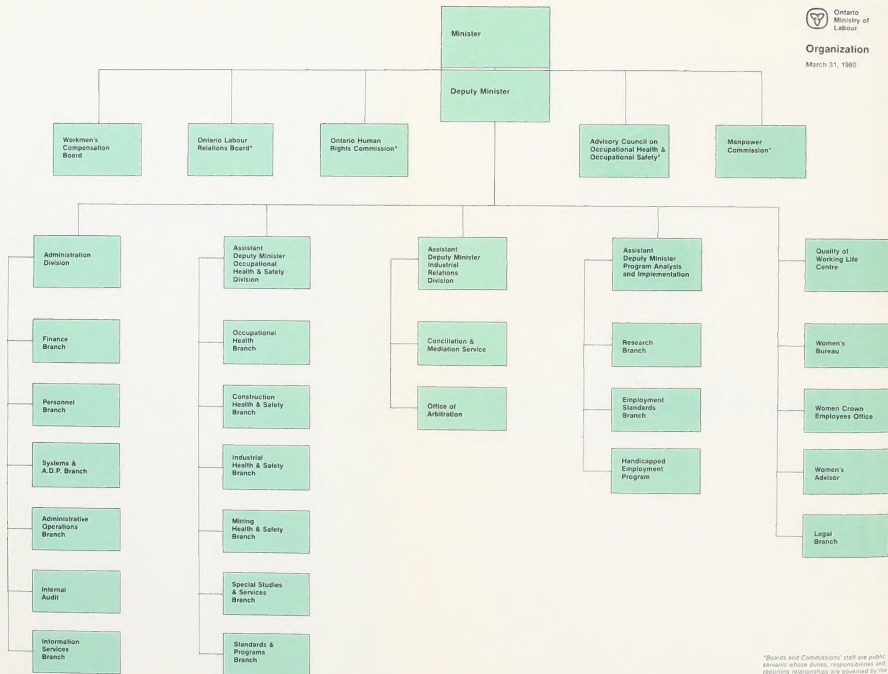 Ontario
Ministry of
Labour
Organization
March 31, 1980
Minister
Deputy Minister
Workmen's
Compensation
Board
Ontario Labour
Relations Board*
Ontario Human
Rights Commission*
Advisory Council on
Occupational Health &
Occupational Safety*
Manpower
Commission*
Administration
Division
Finance
Branch
Personnel
Branch
Systems &
A.D.P. Branch
Administrative
Operations
Branch
Internal
Audit
Information
Services
Branch
Assistant
Deputy Minister
Occupational
Health & Safety
Division
Occupational
Health
Branch
Construction
Health & Safety
Branch
Industrial
Health & Safety
Branch
Mining
Health & Safety
Branch
Special Studies
& Services
Branch
Standards &
Programs
Branch
Assistant
Deputy Minister
Industrial
Relations
Division
Conciliation &
Mediation Service
Office of
Arbitration
Assistant
Deputy Minister
Program Analysis
and Implementation
Research
Branch
Employment
Standards
Branch
Handicapped
Employment
Program
Quality of
Working Life
Centre
Women's
Bureau
Women Crown
Employees Office
Women's
Advisor
Legal
Branch
*Boards and Commissions' staff are public
servants whose duties, responsibilities and
reporting relationships are governed by the